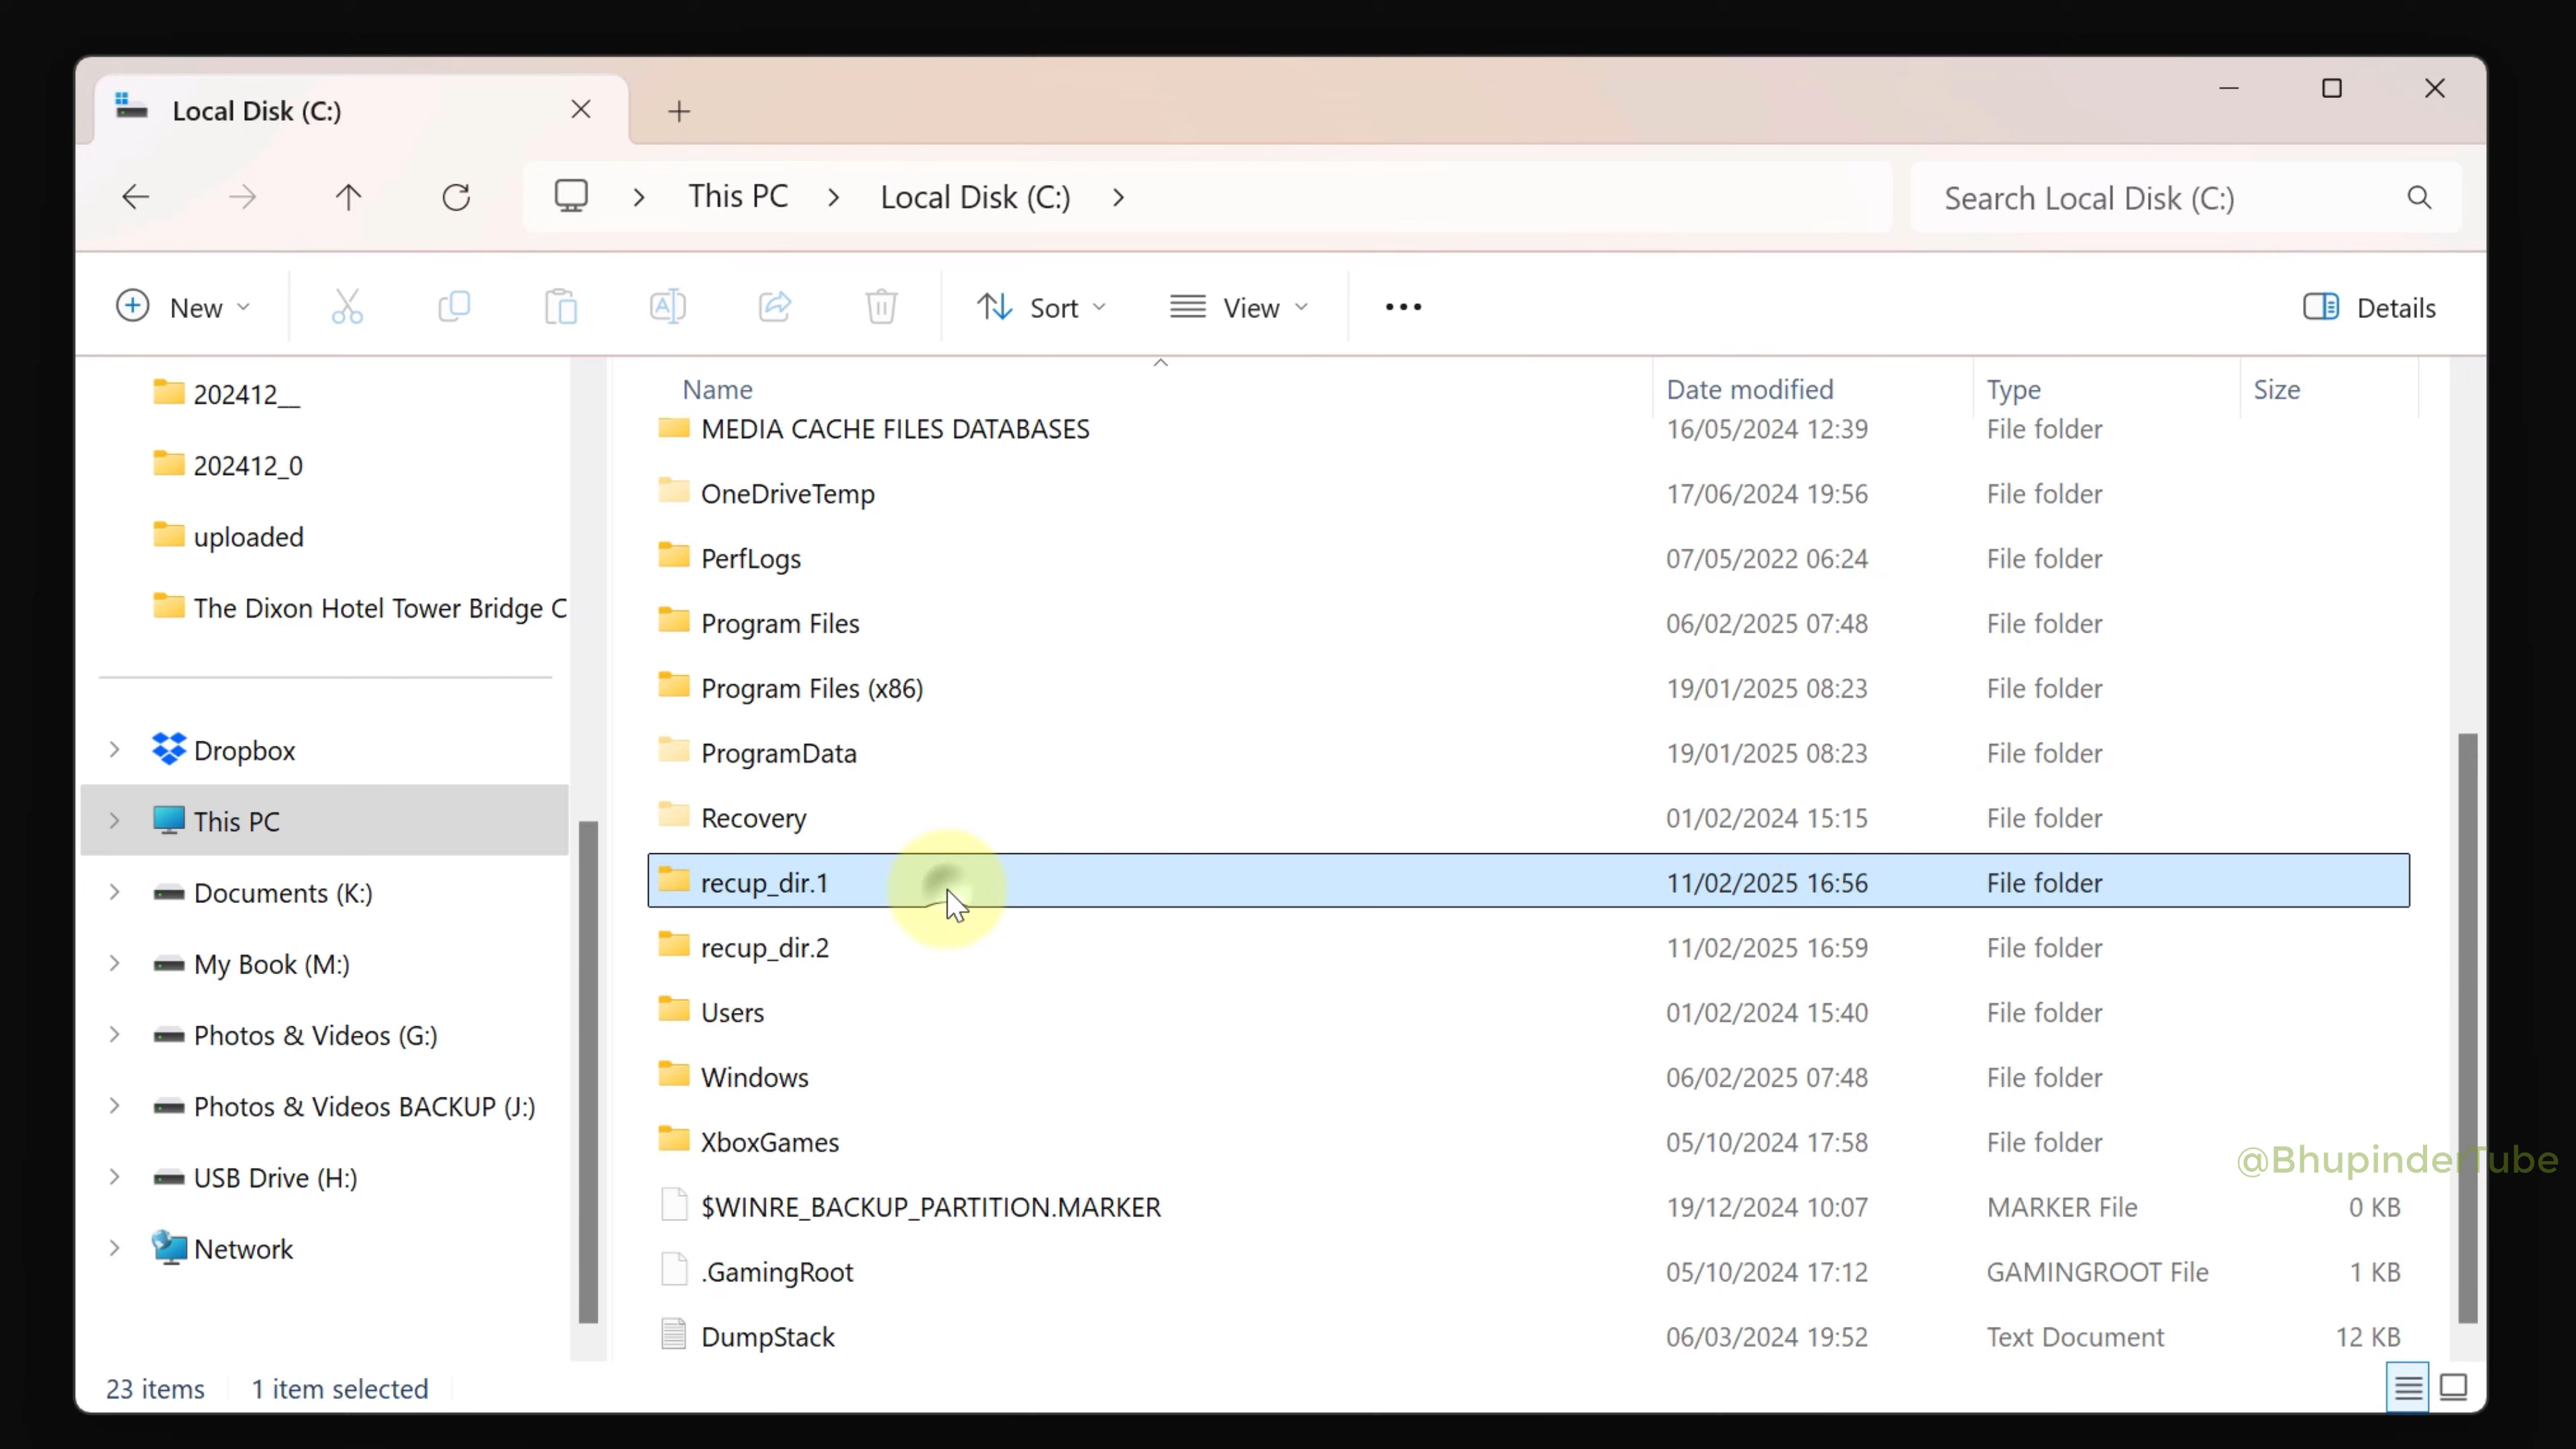 Local Disk (C:)
This PC > Local Disk (C:) >
Search Local Disk (C:)
New
Sort
View
Details
202412__
202412_0
uploaded
The Dixon Hotel Tower Bridge C
Dropbox
This PC
Documents (K:)
My Book (M:)
Photos & Videos (G:)
Photos & Videos BACKUP (J:)
USB Drive (H:)
Network
Name Date modified Type Size
MEDIA CACHE FILES DATABASES 16/05/2024 12:39 File folder
OneDriveTemp 17/06/2024 19:56 File folder
PerfLogs 07/05/2022 06:24 File folder
Program Files 06/02/2025 07:48 File folder
Program Files (x86) 19/01/2025 08:23 File folder
ProgramData 19/01/2025 08:23 File folder
Recovery 01/02/2024 15:15 File folder
recup_dir.1 11/02/2025 16:56 File folder
recup_dir.2 11/02/2025 16:59 File folder
Users 01/02/2024 15:40 File folder
Windows 06/02/2025 07:48 File folder
XboxGames 05/10/2024 17:58 File folder
@BhupinderTube
$WINRE_BACKUP_PARTITION.MARKER 19/12/2024 10:07 MARKER File 0 KB
.GamingRoot 05/10/2024 17:12 GAMINGROOT File 1 KB
DumpStack 06/03/2024 19:52 Text Document 12 KB
23 items 1 item selected